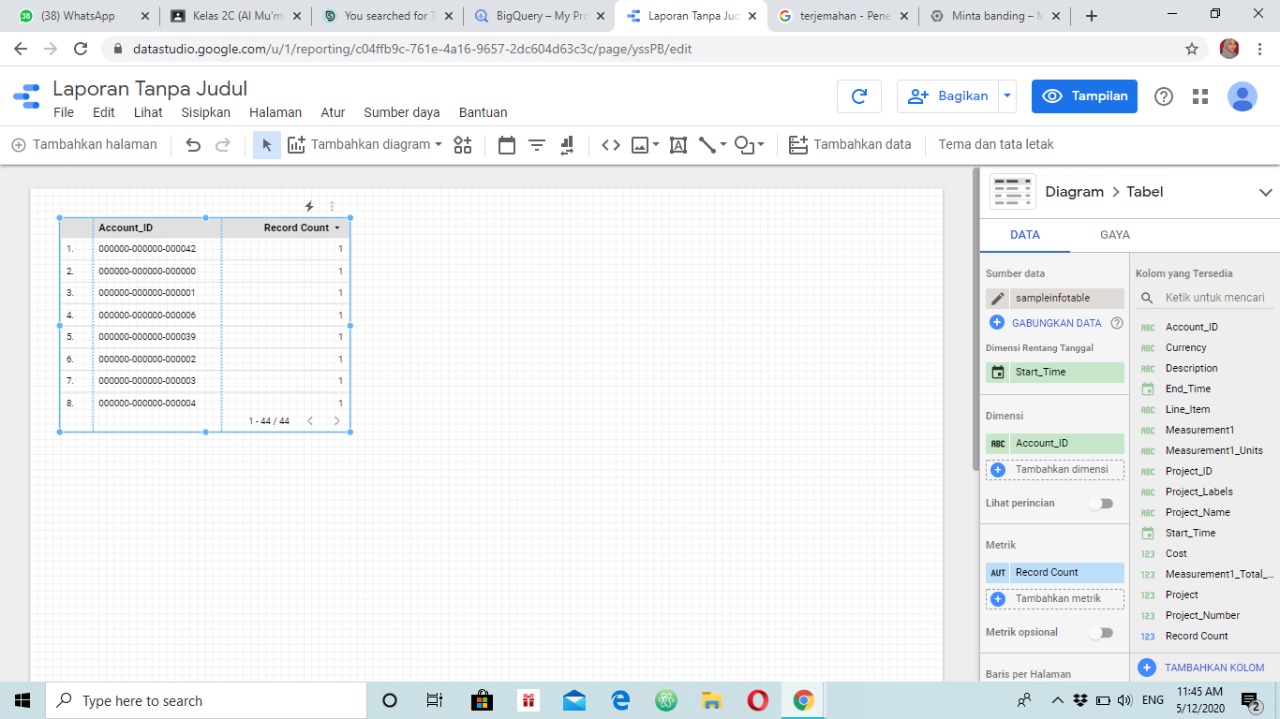 (38) WhatsApp
Kelas 2C (Al Mu'm
You searched for T
BigQuery – My Pro
Laporan Tanpa Jud
terjemahan - Pene
Minta banding – M
datastudio.google.com/u/1/reporting/c04ffb9c-761e-4a16-9657-2dc604d63c3c/page/yssPB/edit
Laporan Tanpa Judul
Bagikan
Tampilan
File Edit Lihat Sisipkan Halaman Atur Sumber daya Bantuan
Tambahkan halaman
Tambahkan diagram
Tambahkan data
Tema dan tata letak
Account_ID Record Count
1. 000000-000000-000042 1
2. 000000-000000-000000 1
3. 000000-000000-000001 1
4. 000000-000000-000006 1
5. 000000-000000-000039 1
6. 000000-000000-000002 1
7. 000000-000000-000003 1
8. 000000-000000-000004 1
1 - 44 / 44
Diagram > Tabel
DATA GAYA
Sumber data
sampleinfotable
GABUNGKAN DATA
Dimensi Rentang Tanggal
Start_Time
Dimensi
ABC Account_ID
Tambahkan dimensi
Lihat perincian
Metrik
AUT Record Count
Tambahkan metrik
Metrik opsional
Baris per Halaman
Kolom yang Tersedia
Ketik untuk mencari
ABC Account_ID
ABC Currency
ABC Description
End_Time
ABC Line_Item
ABC Measurement1
ABC Measurement1_Units
ABC Project_ID
ABC Project_Labels
ABC Project_Name
Start_Time
123 Cost
123 Measurement1_Total_...
123 Project
123 Project_Number
123 Record Count
TAMBAHKAN KOLOM
Type here to search
ENG
11:45 AM
5/12/2020
2